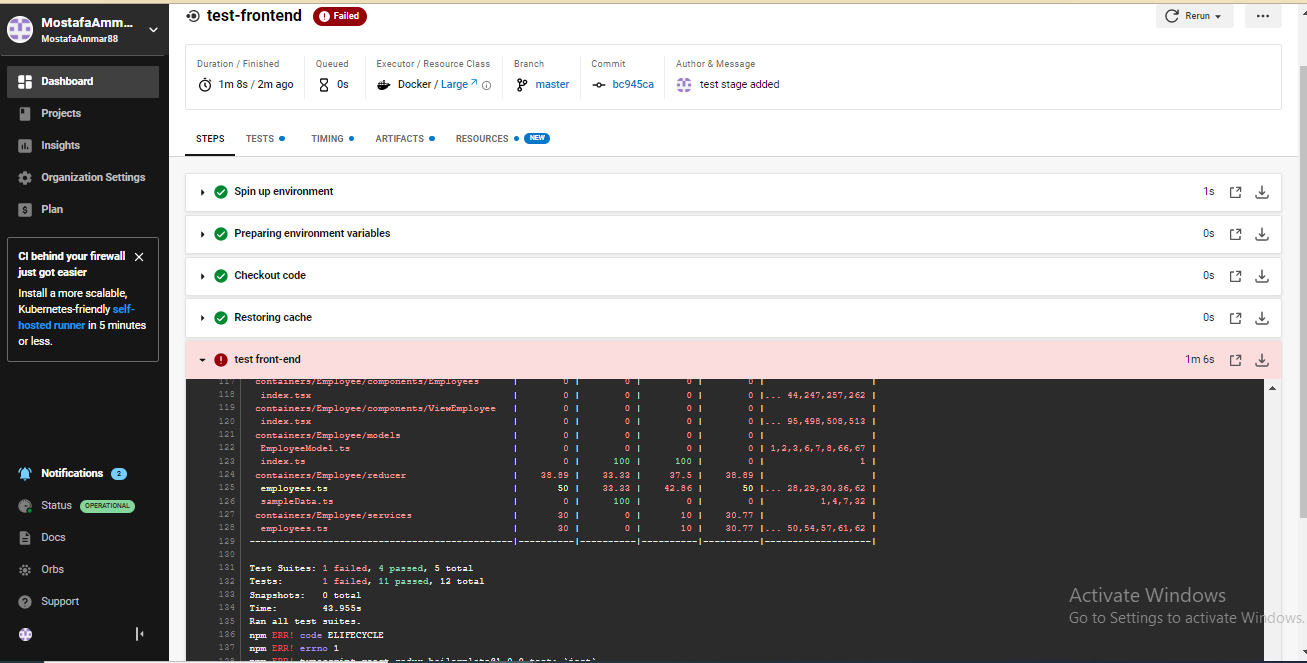 MostafaAmm...
MostafaAmmar88
Dashboard
Projects
Insights
Organization Settings
Plan
CI behind your firewall
just got easier
Install a more scalable,
Kubernetes-friendly self-
hosted runner in 5 minutes
or less.
Notifications 2
Status OPERATIONAL
Docs
Orbs
Support
test-frontend Failed
Rerun
Duration / Finished
1m 8s / 2m ago
Queued
0s
Executor / Resource Class
Docker / Large
Branch
master
Commit
bc945ca
Author & Message
test stage added
STEPS TESTS TIMING ARTIFACTS RESOURCES NEW
Spin up environment 1s
Preparing environment variables 0s
Checkout code 0s
Restoring cache 0s
test front-end 1m 6s
117 containers/Employee/components/Employees | 0 | 0 | 0 | 0 | |
118 index.tsx | 0 | 0 | 0 | 0 |... 44,247,257,262 |
119 containers/Employee/components/ViewEmployee | 0 | 0 | 0 | 0 | |
120 index.tsx | 0 | 0 | 0 | 0 |... 95,498,508,513 |
121 containers/Employee/models | 0 | 0 | 0 | 0 | |
122 EmployeeModel.ts | 0 | 0 | 0 | 0 | 1,2,3,6,7,8,66,67 |
123 index.ts | 0 | 100 | 100 | 0 | 1 |
124 containers/Employee/reducer | 38.89 | 33.33 | 37.5 | 38.89 | |
125 employees.ts | 50 | 33.33 | 42.86 | 50 |... 28,29,30,36,62 |
126 sampleData.ts | 0 | 100 | 0 | 0 | 1,4,7,32 |
127 containers/Employee/services | 30 | 0 | 10 | 30.77 | |
128 employees.ts | 30 | 0 | 10 | 30.77 |... 50,54,57,61,62 |
129 --------------------------------------------|----------|----------|----------|----------|-------------------|
130
131 Test Suites: 1 failed, 4 passed, 5 total
132 Tests: 1 failed, 11 passed, 12 total
133 Snapshots: 0 total
134 Time: 43.955s
135 Ran all test suites.
136 npm ERR! code ELIFECYCLE
137 npm ERR! errno 1
138 npm ERR! typescript-react-redux-boilerplate@1.0.0 test: `jest`
Activate Windows
Go to Settings to activate Windows.